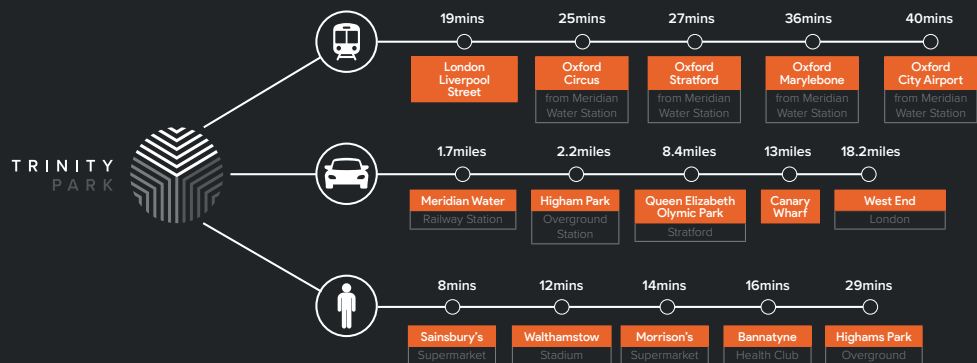 TRINITY
PARK
19mins
25mins
27mins
36mins
40mins
London
Liverpool
Street
Oxford
Circus
from Meridian
Water Station
Oxford
Stratford
from Meridian
Water Station
Oxford
Marylebone
from Meridian
Water Station
Oxford
City Airport
from Meridian
Water Station
1.7miles
2.2miles
8.4miles
13miles
18.2miles
Meridian Water
Railway Station
Higham Park
Overground
Station
Queen Elizabeth
Olymic Park
Stratford
Canary
Wharf
West End
London
8mins
12mins
14mins
16mins
29mins
Sainsbury's
Supermarket
Walthamstow
Stadium
Morrison's
Supermarket
Bannatyne
Health Club
Highams Park
Overground